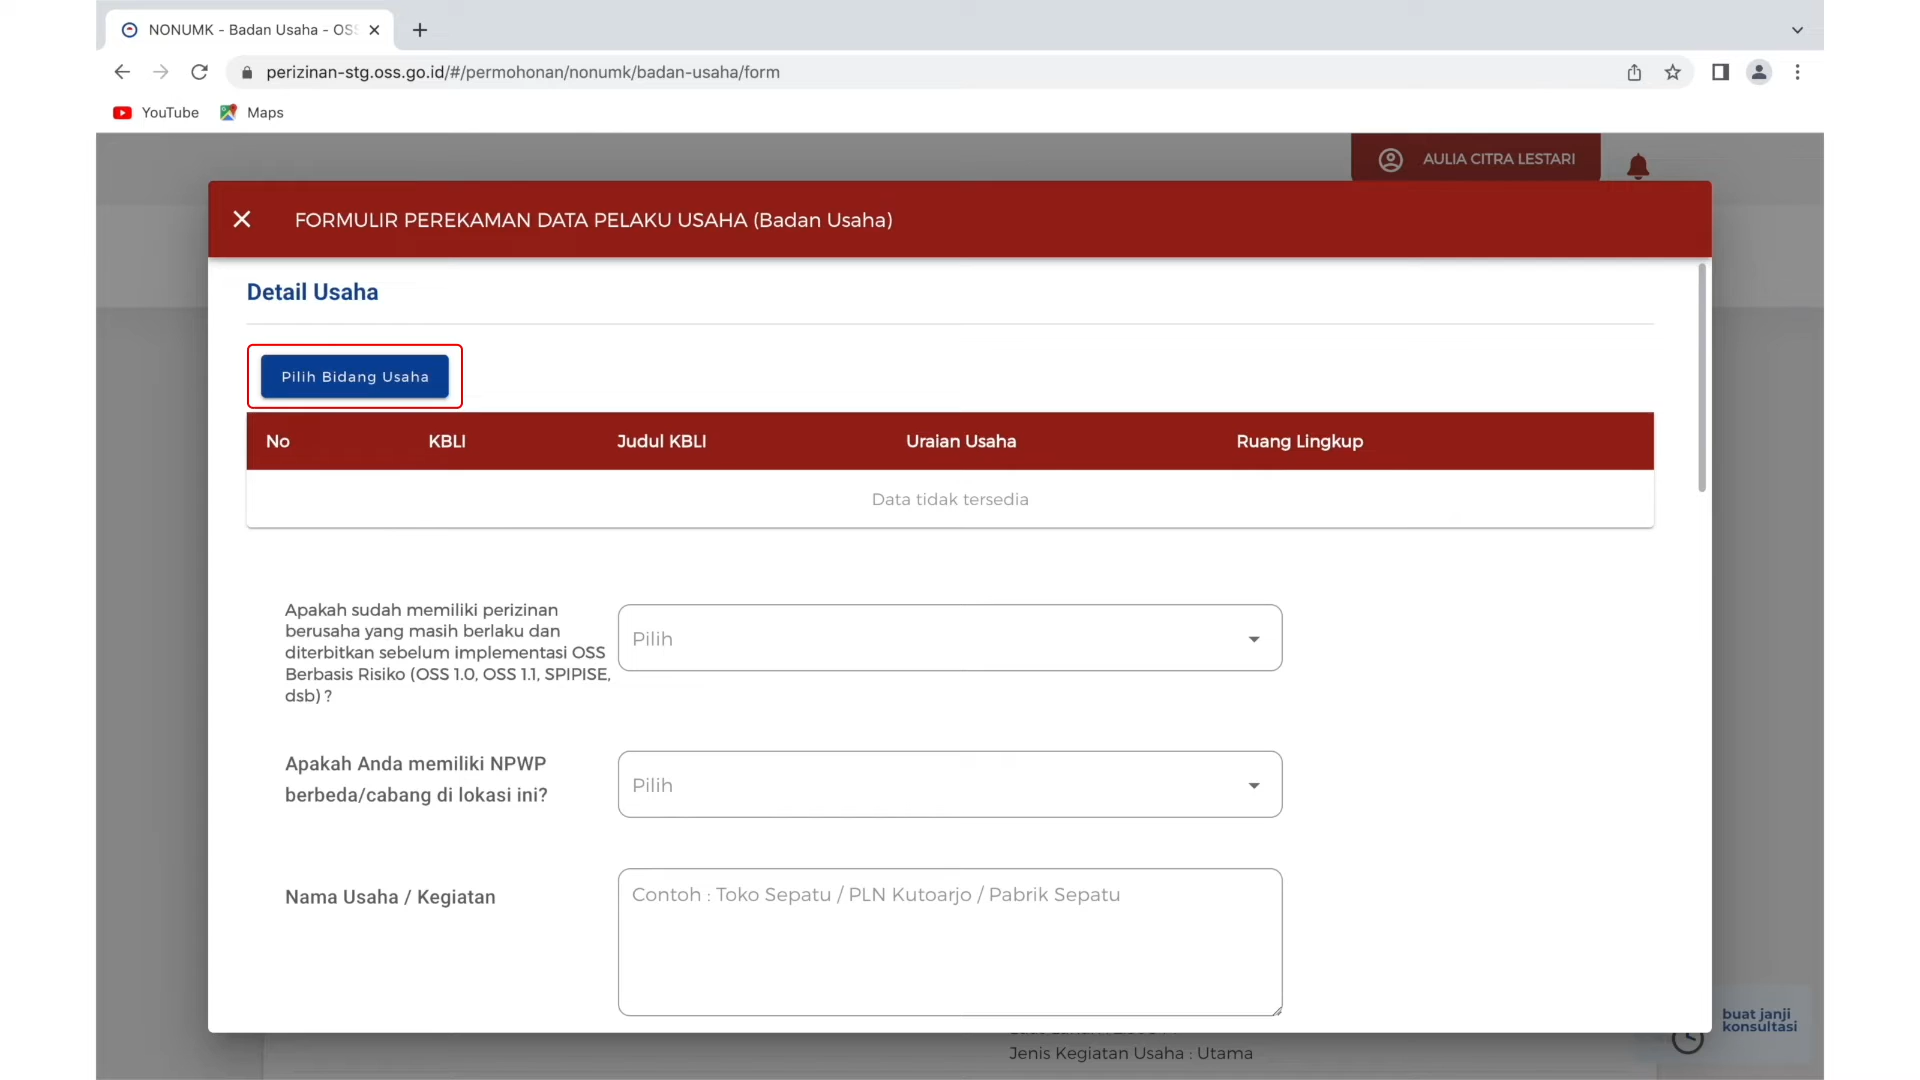 NONUMK - Badan Usaha - OSS
perizinan-stg.oss.go.id/#/permohonan/nonumk/badan-usaha/form
YouTube
Maps
AULIA CITRA LESTARI
FORMULIR PEREKAMAN DATA PELAKU USAHA (Badan Usaha)
Detail Usaha
Pilih Bidang Usaha
No KBLI Judul KBLI Uraian Usaha Ruang Lingkup
Data tidak tersedia
Apakah sudah memiliki perizinan
berusaha yang masih berlaku dan
diterbitkan sebelum implementasi OSS
Berbasis Risiko (OSS 1.0, OSS 1.1, SPIPISE,
dsb) ?
Pilih
Apakah Anda memiliki NPWP
berbeda/cabang di lokasi ini?
Pilih
Nama Usaha / Kegiatan
Contoh : Toko Sepatu / PLN Kutoarjo / Pabrik Sepatu
buat janji
konsultasi
Jenis Kegiatan Usaha : Utama